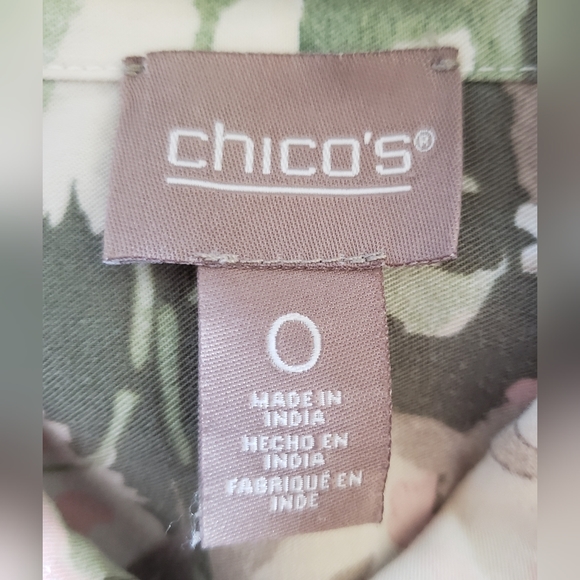 chico's®
0
MADE IN
INDIA
HECHO EN
INDIA
FABRIQUÉ EN
INDE